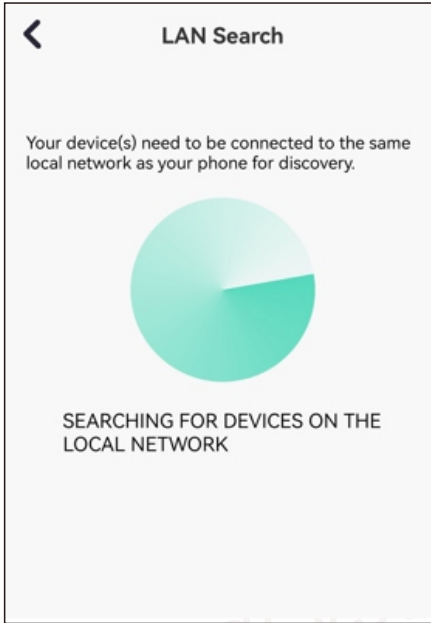 LAN Search
Your device(s) need to be connected to the same
local network as your phone for discovery.
SEARCHING FOR DEVICES ON THE
LOCAL NETWORK